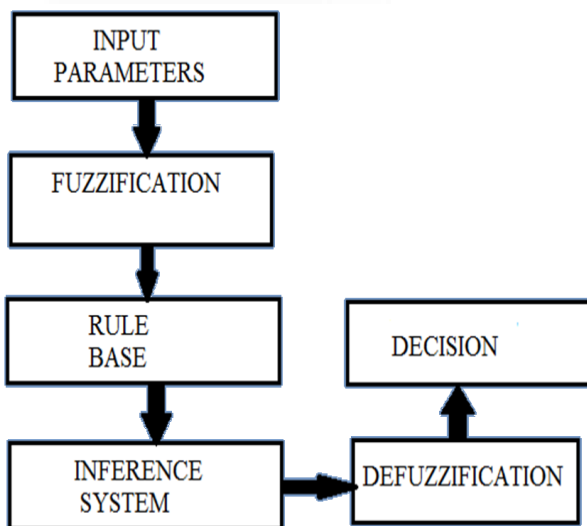 INPUT
PARAMETERS
FUZZIFICATION
RULE
BASE
INFERENCE
SYSTEM
DEFUZZIFICATION
DECISION